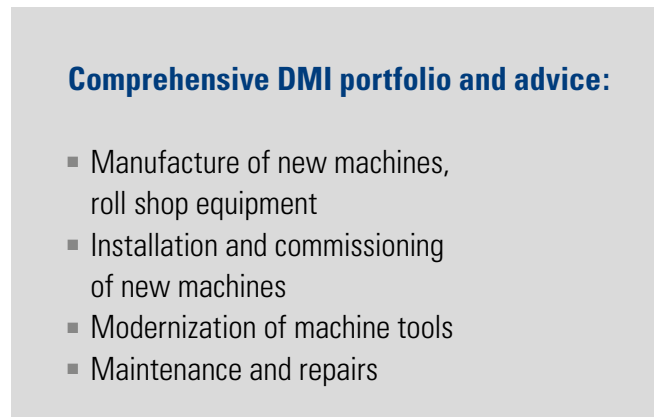 Comprehensive DMI portfolio and advice:
▪ Manufacture of new machines,
roll shop equipment
▪ Installation and commissioning
of new machines
▪ Modernization of machine tools
▪ Maintenance and repairs